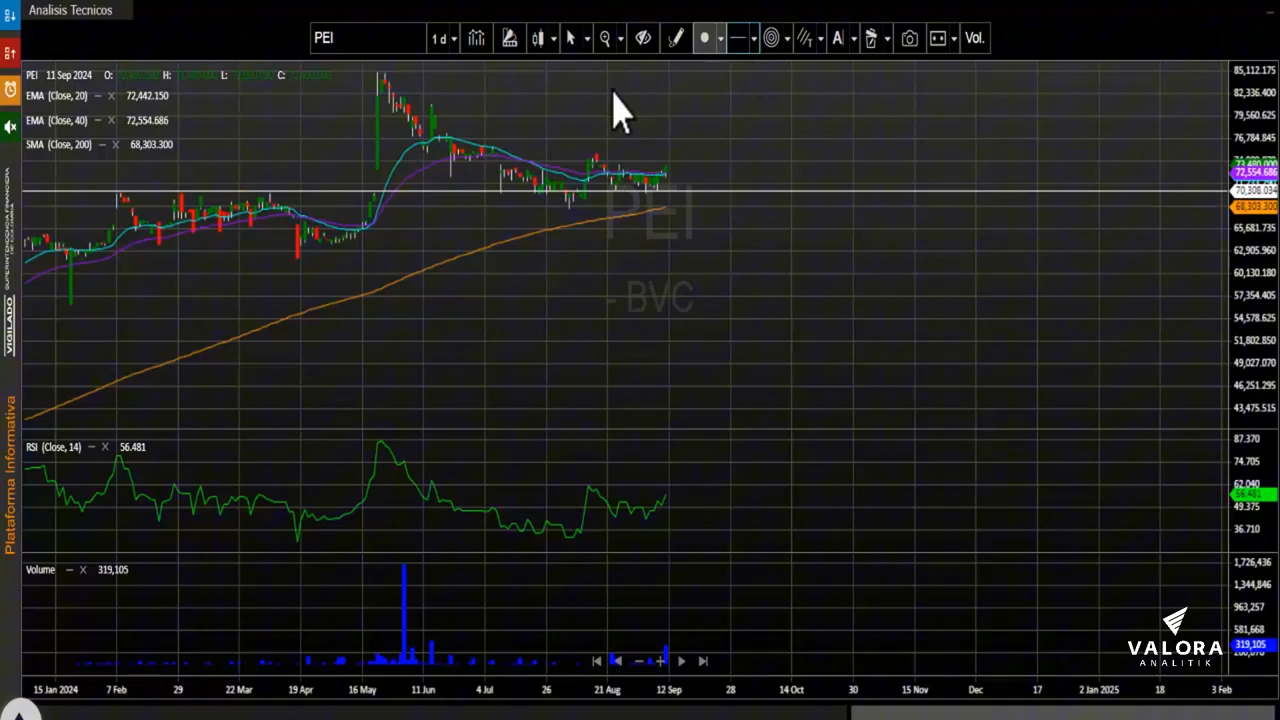 Analisis Tecnicos
PEI
1 d
Vol.
PEI 11 Sep 2024 O: H: L: C:
EMA (Close, 20) 72,442.150
EMA (Close, 40) 72,554.686
SMA (Close, 200) 68,303.300
85,112.175
82,336.400
79,560.625
76,784.845
73,480.000
72,554.686
70,308.034
68,303.300
65,681.735
62,905.960
60,130.180
57,354.405
54,578.625
51,802.850
49,027.070
46,251.295
43,475.515
PEI
- BVC
RSI (Close, 14) 56.481
87.370
74.705
62.040
56.481
49.375
36.710
Volume 319,105
1,726,436
1,344,846
963,257
581,668
319,105
15 Jan 2024
7 Feb
29
22 Mar
19 Apr
16 May
11 Jun
4 Jul
26
21 Aug
12 Sep
28
14 Oct
30
15 Nov
Dec
17
2 Jan 2025
18
3 Feb
VIGILADO
Plataforma Informativa
VALORA
ANALITIK